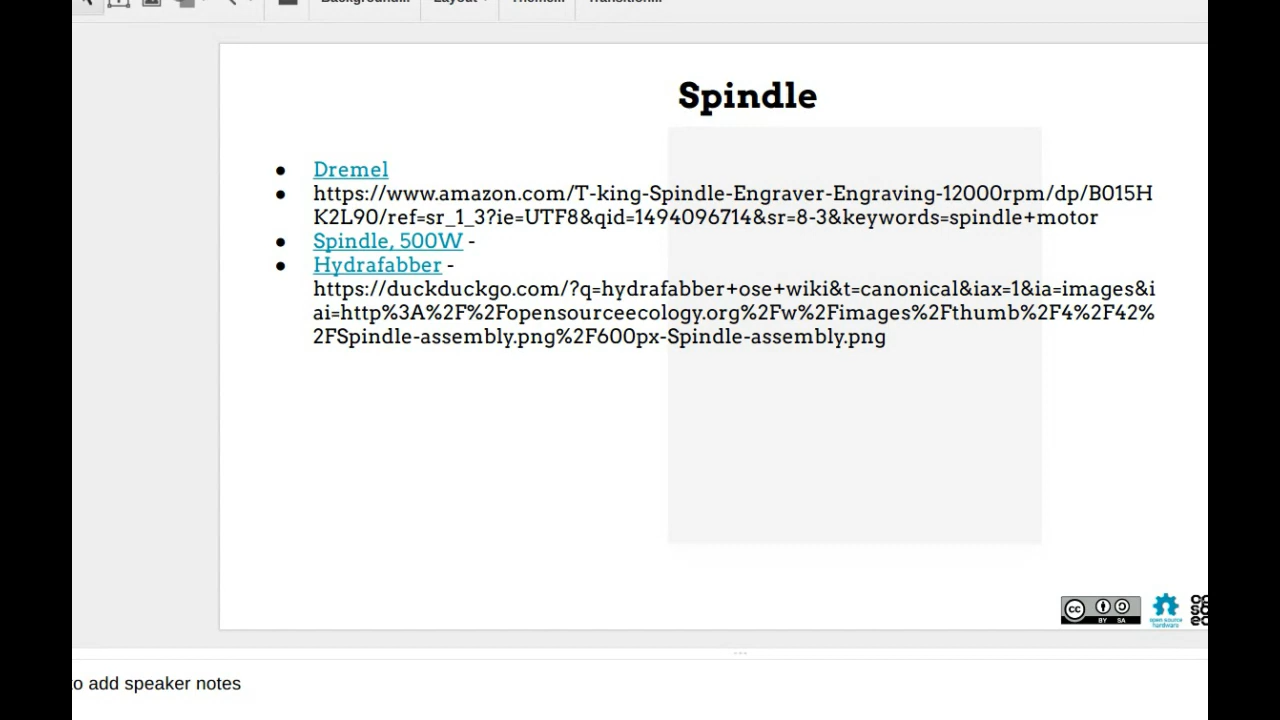 Background... Layout Theme... Transition...
Spindle
● Dremel
● https://www.amazon.com/T-king-Spindle-Engraver-Engraving-12000rpm/dp/B015H
K2L90/ref=sr_1_3?ie=UTF8&qid=1494096714&sr=8-3&keywords=spindle+motor
● Spindle, 500W -
● Hydrafabber -
https://duckduckgo.com/?q=hydrafabber+ose+wiki&t=canonical&iax=1&ia=images&i
ai=http%3A%2F%2Fopensourceecology.org%2Fw%2Fimages%2Fthumb%2F4%2F42%
2FSpindle-assembly.png%2F600px-Spindle-assembly.png
cc BY SA
open source
hardware
to add speaker notes